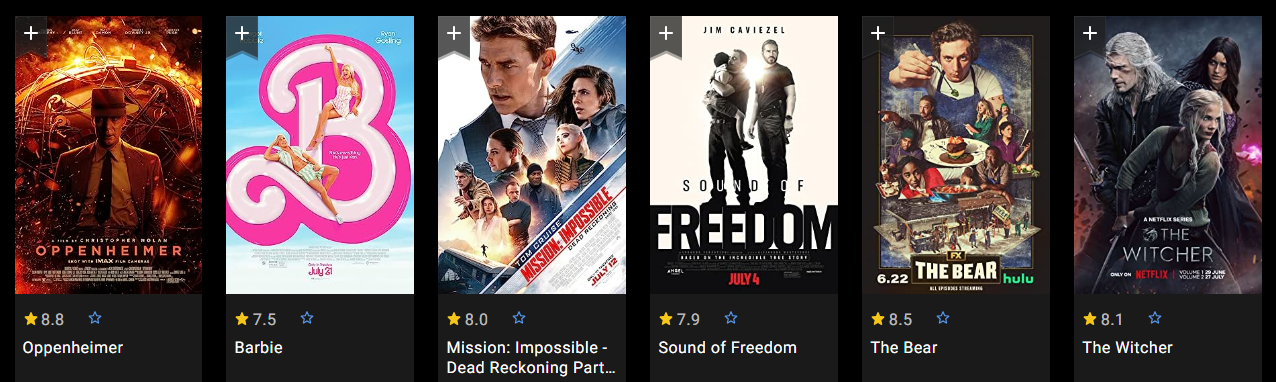 Ryan
Gosling
July 21
TOM CRUISE
MISSION: IMPOSSIBLE
DEAD RECKONING
JULY 12
JIM CAVIEZEL
SOUND OF
FREEDOM
BASED ON THE INCREDIBLE TRUE STORY
ANGEL
JULY 4
FX
6.22 THE BEAR hulu
ALL EPISODES STREAMING
A NETFLIX SERIES
THE
WITCHER
ONLY ON NETFLIX
VOLUME 1 29 JUNE
VOLUME 2 27 JULY
A FILM BY CHRISTOPHER NOLAN
OPPENHEIMER
SHOT WITH IMAX FILM CAMERAS
8.8
Oppenheimer
7.5
Barbie
8.0
Mission: Impossible -
Dead Reckoning Part...
7.9
Sound of Freedom
8.5
The Bear
8.1
The Witcher